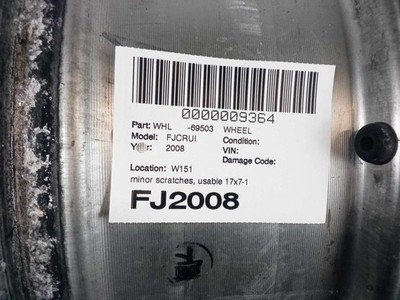 0000009364
Part: WHL -69503 WHEEL
Model: FJCRUI Condition:
Year: 2008 VIN:
Damage Code:
Location: W151
minor scratches, usable 17x7-1
FJ2008